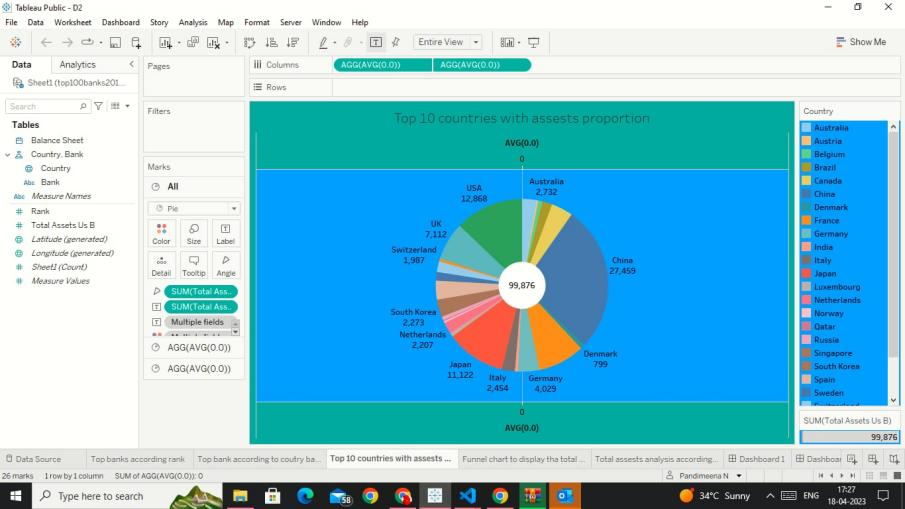 Tableau Public - D2
File Data Worksheet Dashboard Story Analysis Map Format Server Window Help
Entire View
Show Me
Data Analytics
Sheet1 (top100banks201...
Search
Tables
Balance Sheet
Country, Bank
Country
Abc Bank
Abc Measure Names
Rank
Total Assets Us B
Latitude (generated)
Longitude (generated)
Sheet1 (Count)
Measure Values
Pages
Filters
Marks
All
Pie
Color Size Label
Detail Tooltip Angle
SUM(Total Ass..
SUM(Total Ass..
Multiple fields
AGG(AVG(0.0))
AGG(AVG(0.0))
Columns AGG(AVG(0.0)) AGG(AVG(0.0))
Rows
Top 10 countries with assests proportion
AVG(0.0)
0
USA
12,868
Australia
2,732
UK
7,112
Switzerland
1,987
China
27,459
99,876
South Korea
2,273
Netherlands
2,207
Denmark
799
Japan
11,122
Italy
2,454
Germany
4,029
0
AVG(0.0)
Country
Australia
Austria
Belgium
Brazil
Canada
China
Denmark
France
Germany
India
Italy
Japan
Luxembourg
Netherlands
Norway
Qatar
Russia
Singapore
South Korea
Spain
Sweden
SUM(Total Assets Us B)
99,876
Data Source Top banks according rank Top bank according to coutry ba... Top 10 countries with assests ... Funnel chart to display tha total ... Total assests analysis according... Dashboard 1 Dashboa
26 marks 1 row by 1 column SUM of AGG(AVG(0.0)): 0 Pandimeena N
Type here to search
58
34°C Sunny
ENG
17:27
18-04-2023